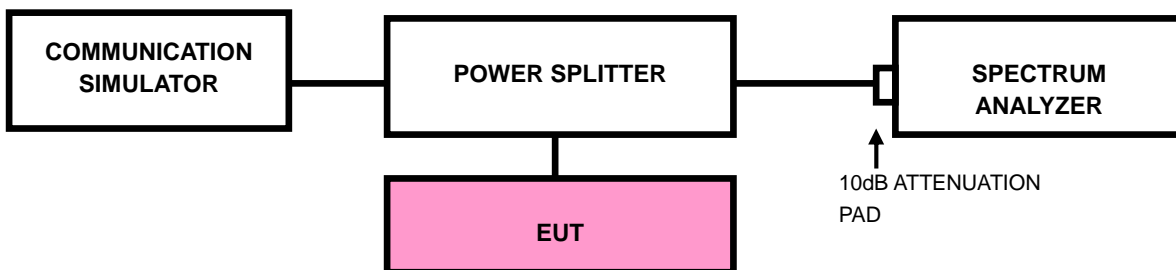 COMMUNICATION
SIMULATOR
POWER SPLITTER
SPECTRUM
ANALYZER
10dB ATTENUATION
PAD
EUT